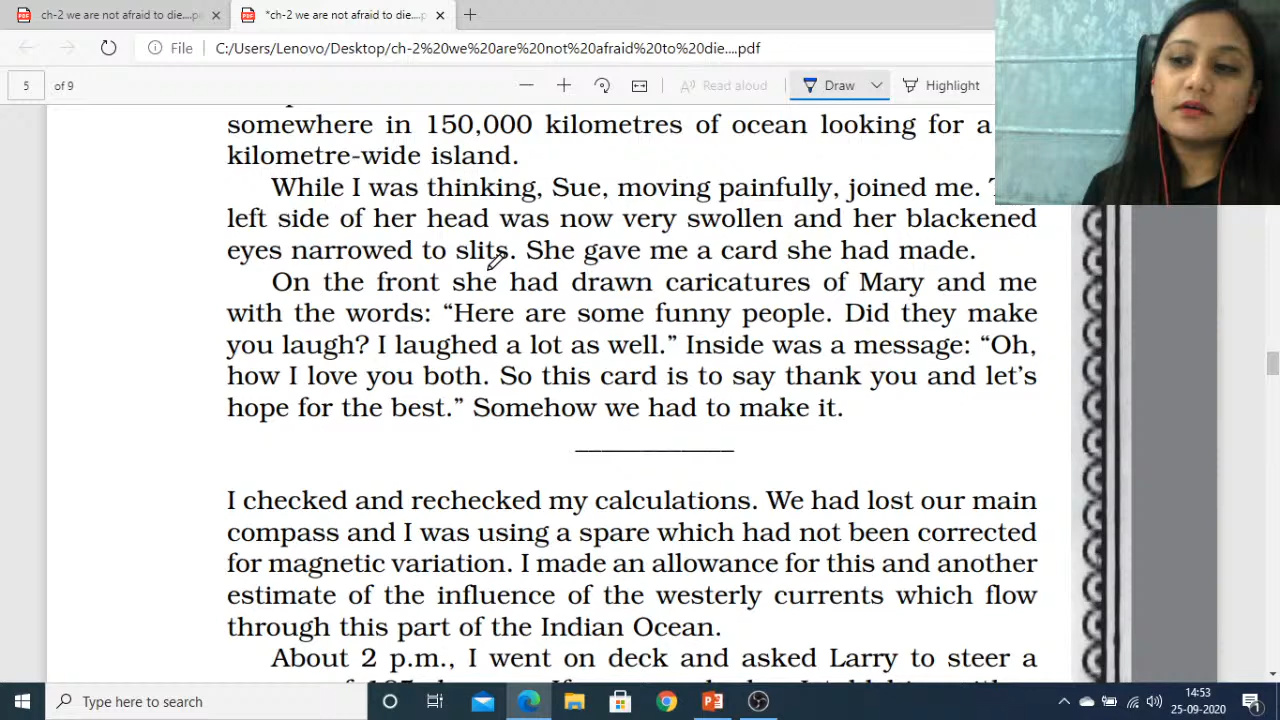 ch-2 we are not afraid to die....p
*ch-2 we are not afraid to die....p
File
C:/Users/Lenovo/Desktop/ch-2%20we%20are%20not%20afraid%20to%20die....pdf
5 of 9
Read aloud
Draw
Highlight
somewhere in 150,000 kilometres of ocean looking for a
kilometre-wide island.
While I was thinking, Sue, moving painfully, joined me.
left side of her head was now very swollen and her blackened
eyes narrowed to slits. She gave me a card she had made.
On the front she had drawn caricatures of Mary and me
with the words: “Here are some funny people. Did they make
you laugh? I laughed a lot as well.” Inside was a message: “Oh,
how I love you both. So this card is to say thank you and let’s
hope for the best.” Somehow we had to make it.
I checked and rechecked my calculations. We had lost our main
compass and I was using a spare which had not been corrected
for magnetic variation. I made an allowance for this and another
estimate of the influence of the westerly currents which flow
through this part of the Indian Ocean.
About 2 p.m., I went on deck and asked Larry to steer a
Type here to search
14:53
25-09-2020
1